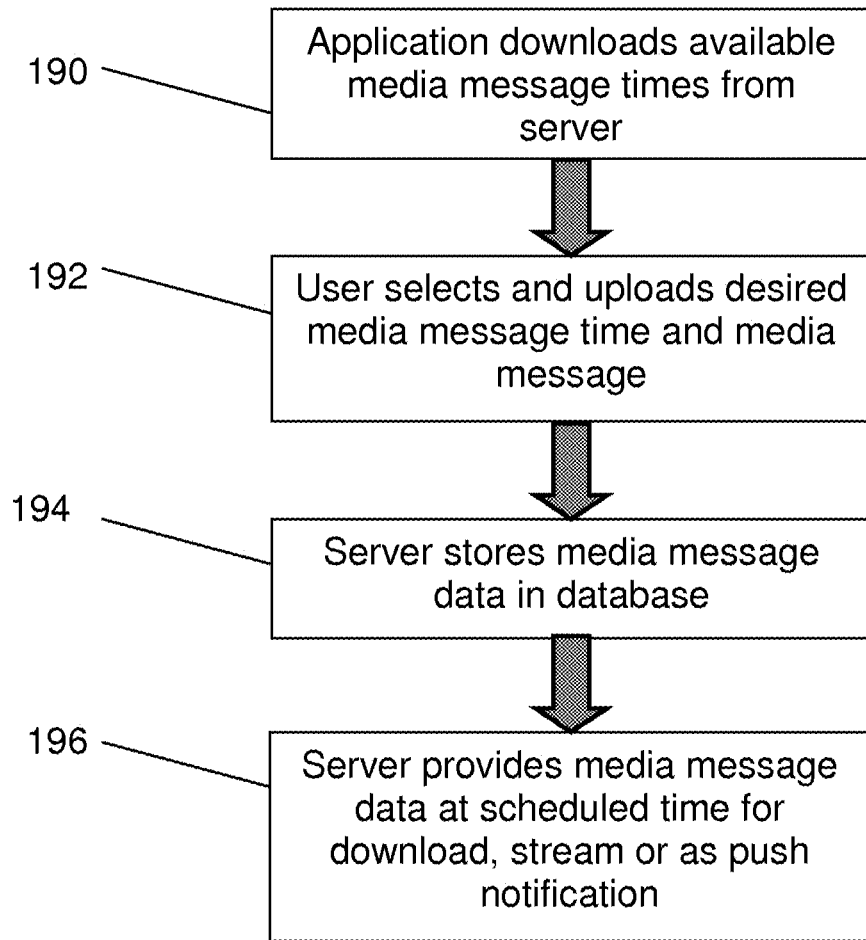 190
Application downloads available
media message times from
server
192
User selects and uploads desired
media message time and media
message
194
Server stores media message
data in database
196
Server provides media message
data at scheduled time for
download, stream or as push
notification